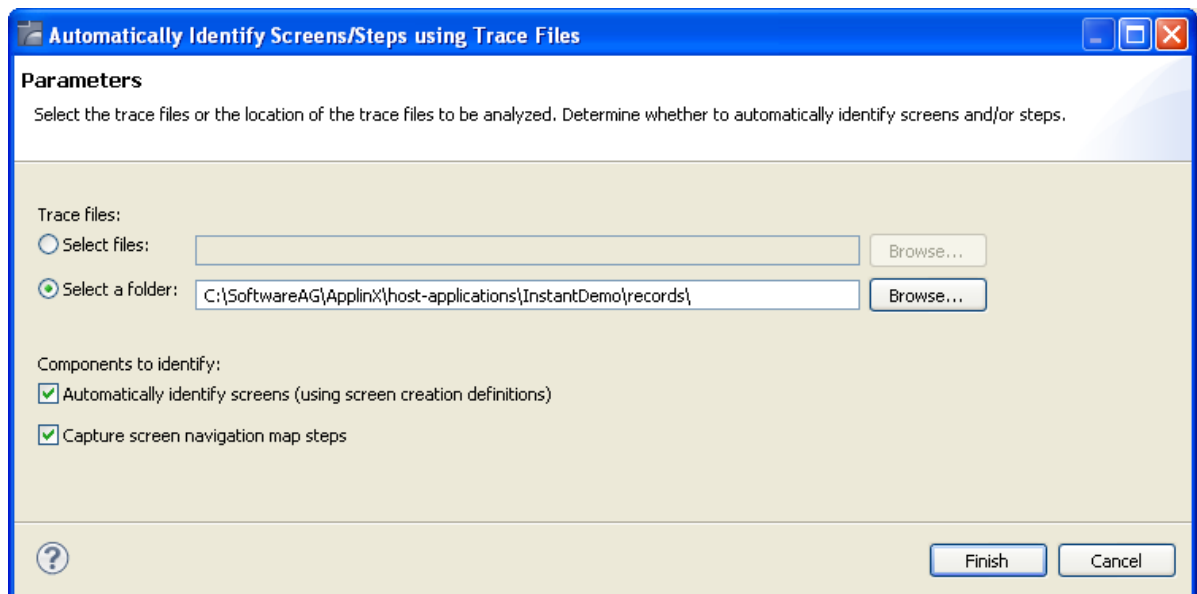 Automatically Identify Screens/Steps using Trace Files
Parameters
Select the trace files or the location of the trace files to be analyzed. Determine whether to automatically identify screens and/or steps.
Trace files:
Select files:
Browse...
Select a folder:
C:\SoftwareAG\ApplinX\host-applications\InstantDemo\records\
Browse...
Components to identify:
Automatically identify screens (using screen creation definitions)
Capture screen navigation map steps
?
Finish
Cancel